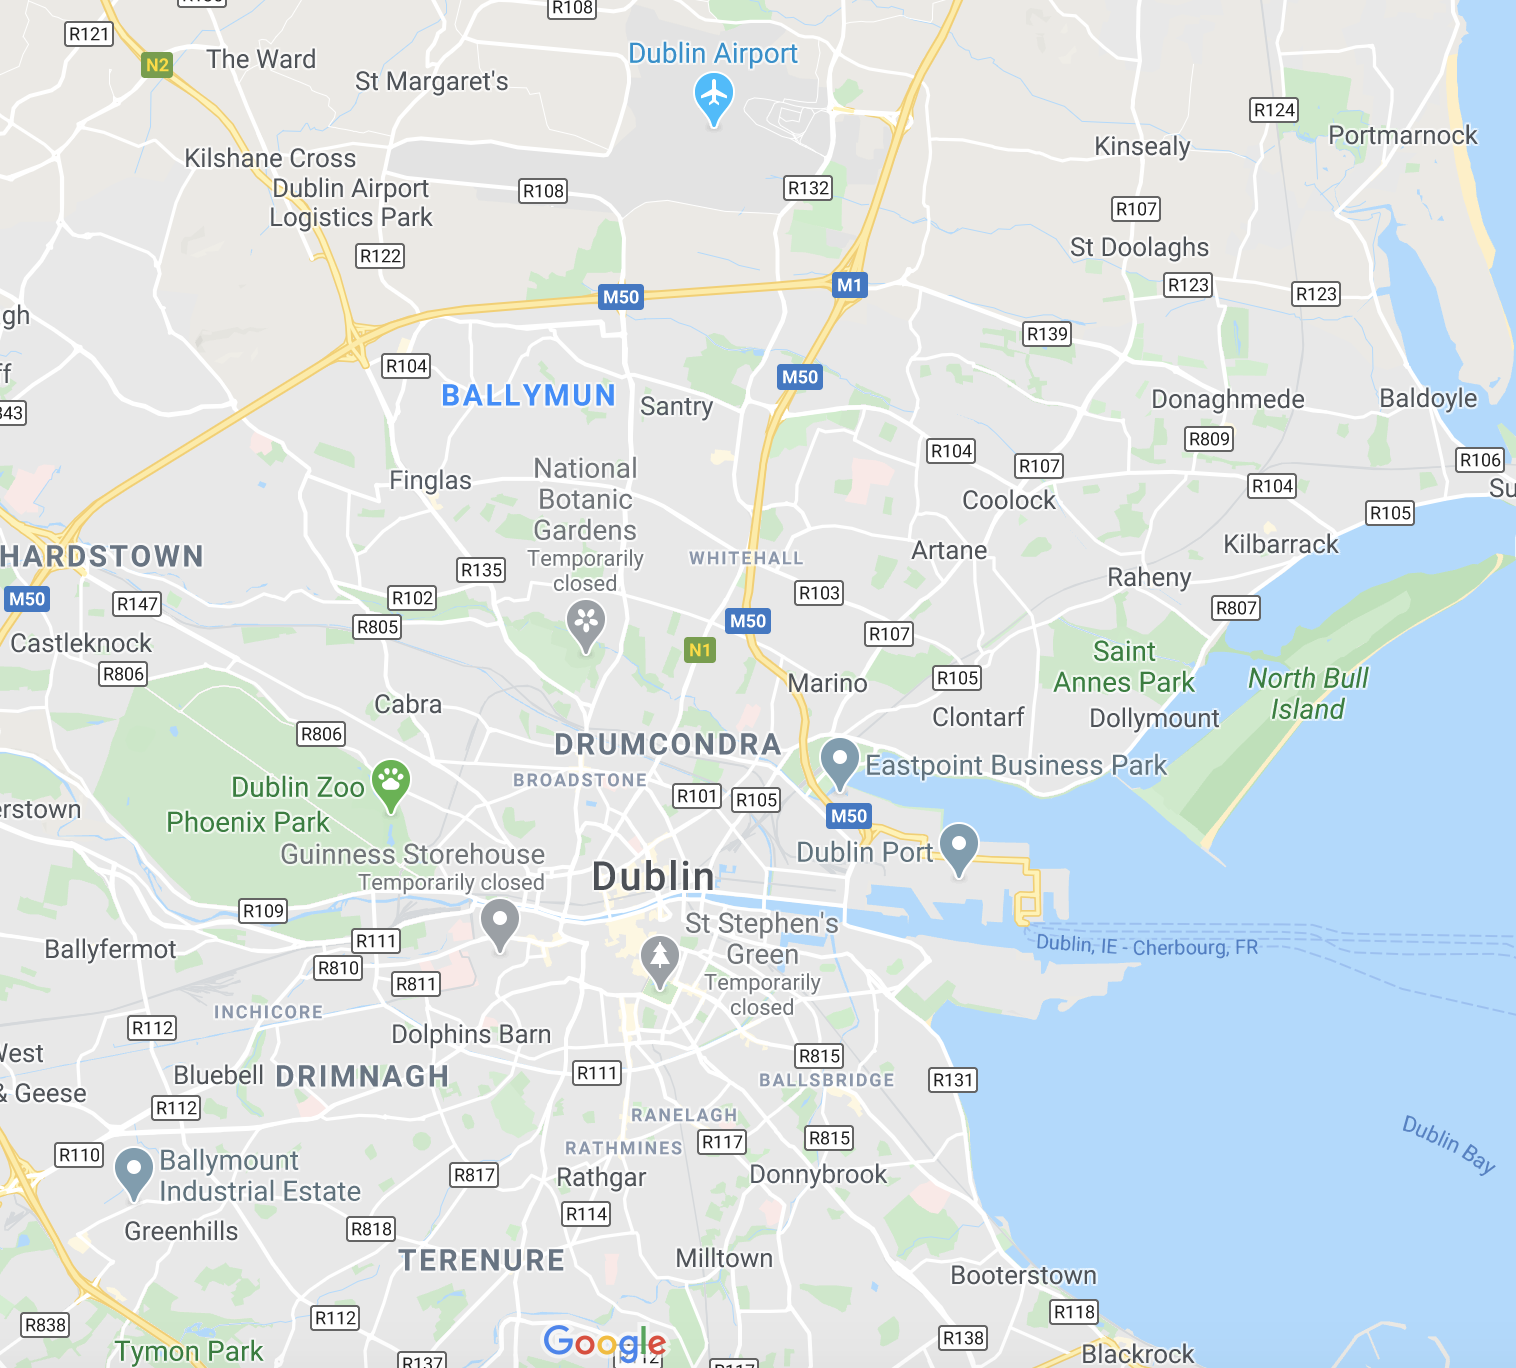 R108
R121
N2
The Ward
St Margaret's
Dublin Airport
R124
Portmarnock
Kinsealy
Kilshane Cross
Dublin Airport
Logistics Park
R108
R132
R107
R122
St Doolaghs
M50
M1
R123
R123
gh
R139
R104
M50
ff
BALLYMUN
Santry
Donaghmede
Baldoyle
343
R809
R104
R107
R106
Finglas
National
Botanic
Gardens
Temporarily
closed
Coolock
R104
Su
R105
HARDSTOWN
WHITEHALL
Artane
Kilbarrack
R135
Raheny
M50
R147
R102
R103
R807
R805
M50
R107
Castleknock
N1
Saint
Annes Park
R806
Marino
R105
North Bull
Island
Cabra
Clontarf
Dollymount
R806
DRUMCONDRA
Eastpoint Business Park
BROADSTONE
Dublin Zoo
R101
R105
erstown
Phoenix Park
M50
Guinness Storehouse
Temporarily closed
Dublin Port
Dublin
R109
St Stephen's
Green
Temporarily
closed
Ballyfermot
R111
Dublin, IE - Cherbourg, FR
R810
R811
INCHICORE
R112
Dolphins Barn
West
R815
Bluebell
DRIMNAGH
R111
BALLSBRIDGE
R131
& Geese
R112
RANELAGH
R117
R815
Dublin Bay
R110
RATHMINES
Ballymount
Industrial Estate
R817
Rathgar
Donnybrook
R114
Greenhills
R818
TERENURE
Milltown
Booterstown
R838
R112
R118
Google
R138
Tymon Park
R137
Blackrock
R117